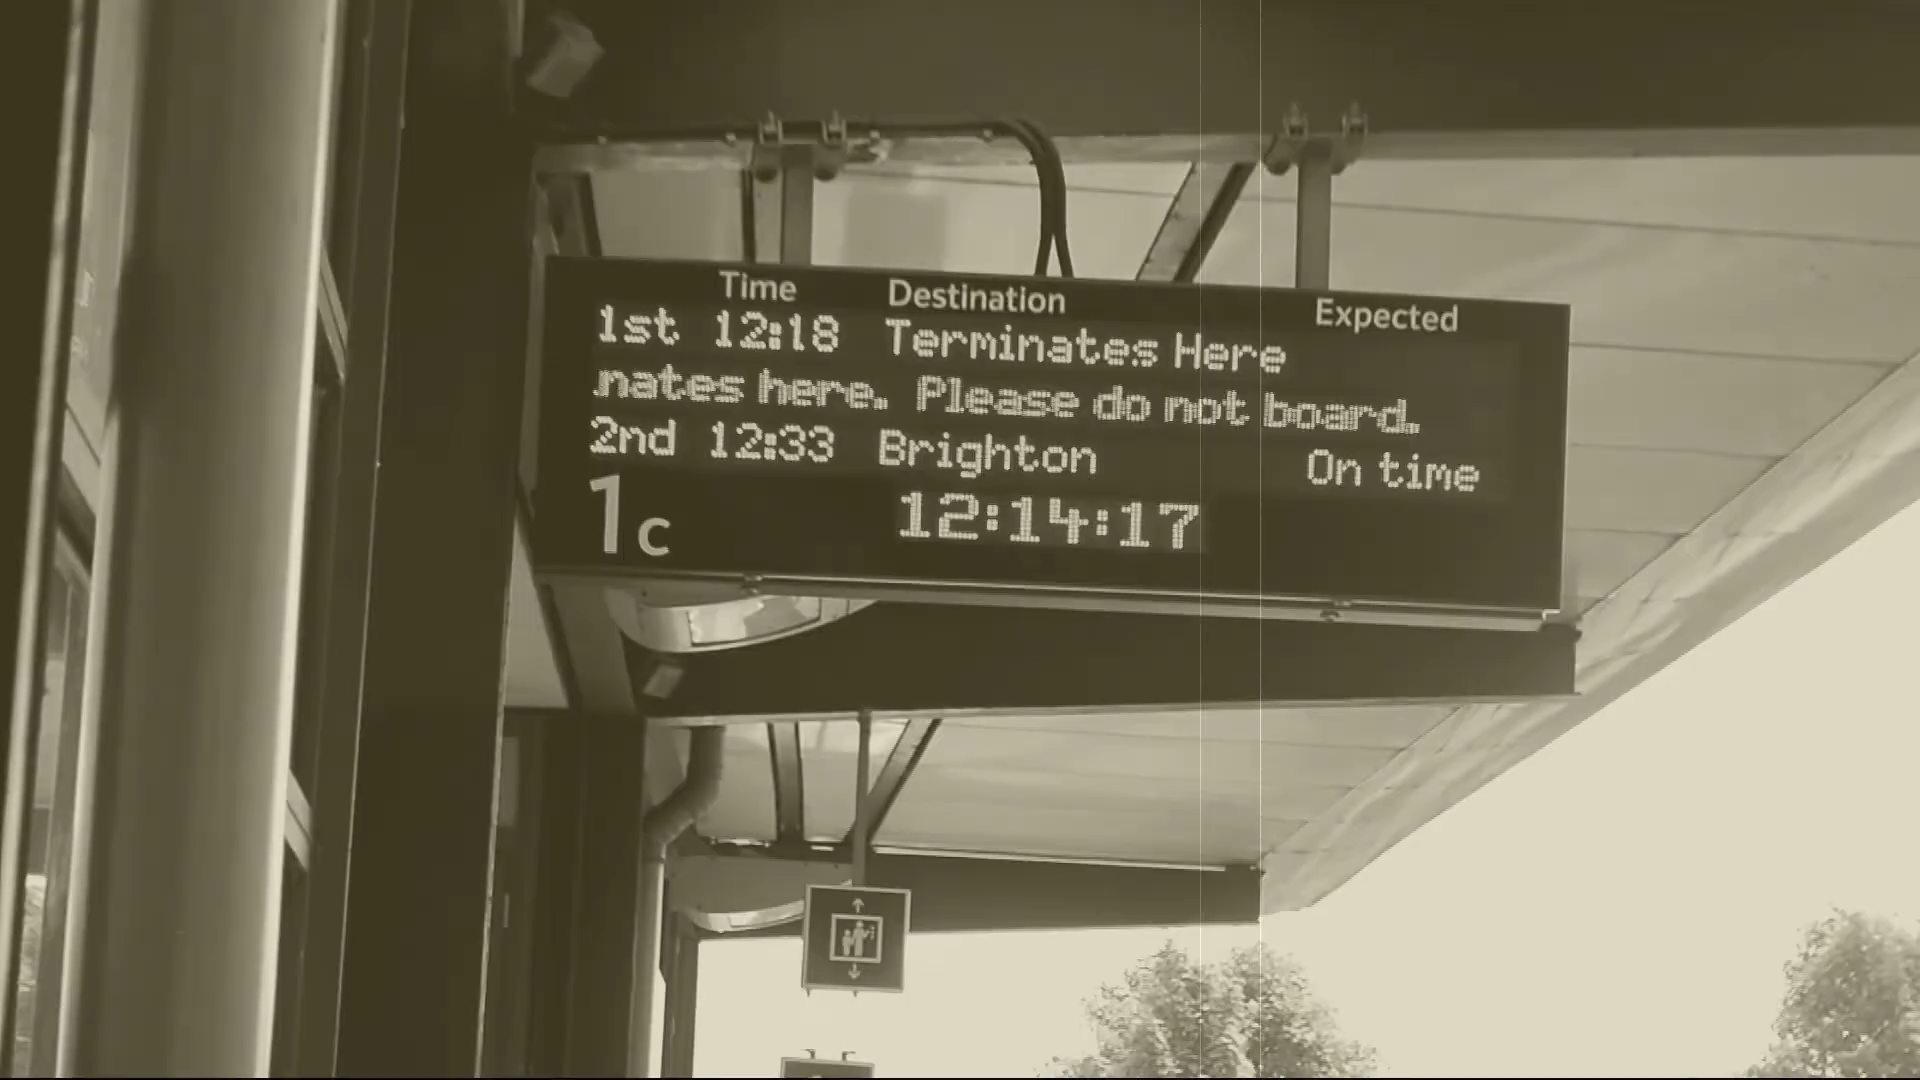 Time Destination Expected
1st 12:18 Terminates Here
nates here. Please do not board.
2nd 12:33 Brighton On time
1c 12:14:17